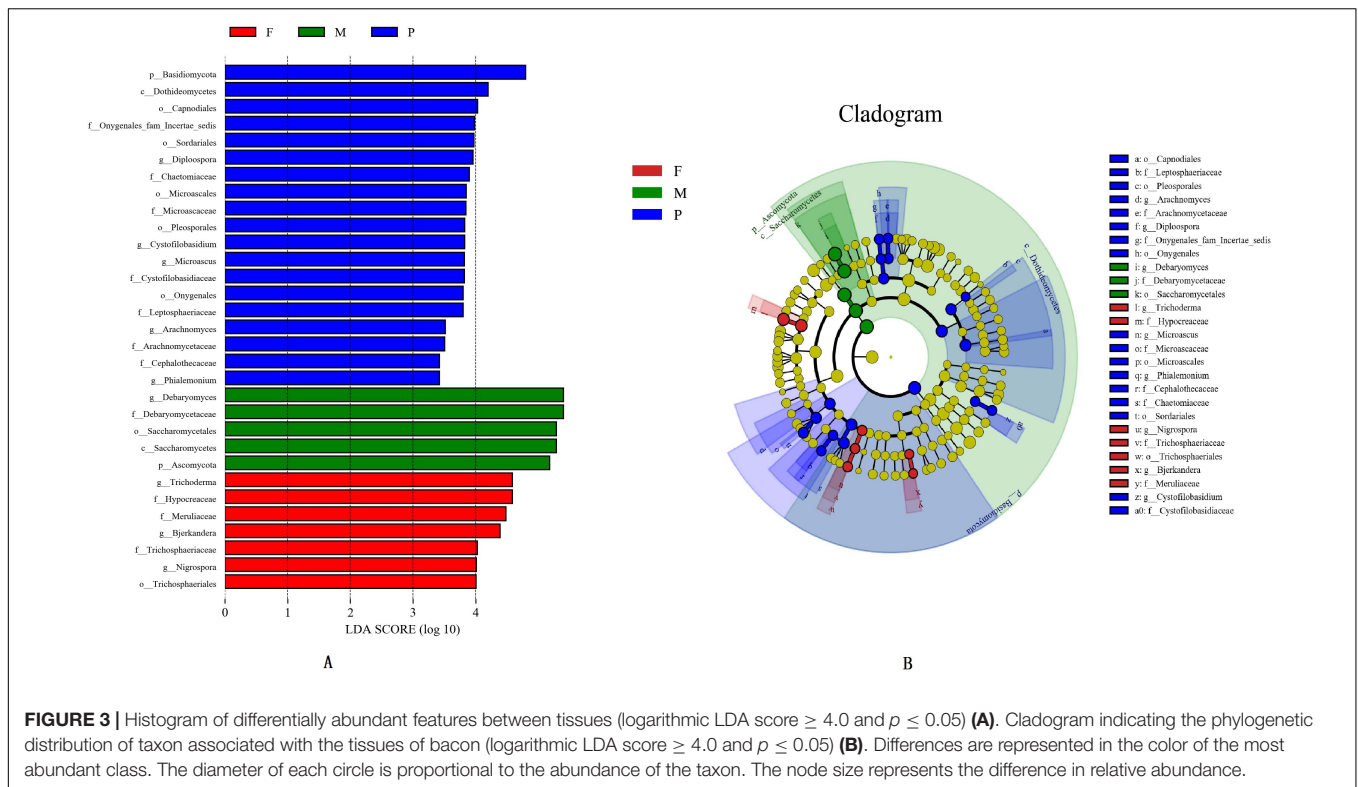 F M P
p__Basidiomycota
c__Dothideomycetes
o__Capnodiales
f__Onygenales_fam_Incertae_sedis
o__Sordariales
g__Diploospora
f__Chaetomiaceae
o__Microascales
f__Microascaceae
o__Pleosporales
g__Cystofilobasidium
g__Microascus
f__Cystofilobasidiaceae
o__Onygenales
f__Leptosphaeriaceae
g__Arachnomyces
f__Arachnomycetaceae
f__Cephalothecaceae
g__Phialemonium
g__Debaryomyces
f__Debaryomycetaceae
o__Saccharomycetales
c__Saccharomycetes
p__Ascomycota
g__Trichoderma
f__Hypocreaceae
f__Meruliaceae
g__Bjerkandera
f__Trichosphaeriaceae
g__Nigrospora
o__Trichosphaeriales
0 1 2 3 4
LDA SCORE (log 10)
A
Cladogram
F
M
P
p__Ascomycota
c__Saccharomycetes
c__Dothideomycetes
p__Basidiomycota
a: o__Capnodiales
b: f__Leptosphaeriaceae
c: o__Pleosporales
d: g__Arachnomyces
e: f__Arachnomycetaceae
f: g__Diploospora
g: f__Onygenales_fam_Incertae_sedis
h: o__Onygenales
i: g__Debaryomyces
j: f__Debaryomycetaceae
k: o__Saccharomycetales
l: g__Trichoderma
m: f__Hypocreaceae
n: g__Microascus
o: f__Microascaceae
p: o__Microascales
q: g__Phialemonium
r: f__Cephalothecaceae
s: f__Chaetomiaceae
t: o__Sordariales
u: g__Nigrospora
v: f__Trichosphaeriaceae
w: o__Trichosphaeriales
x: g__Bjerkandera
y: f__Meruliaceae
z: g__Cystofilobasidium
a0: f__Cystofilobasidiaceae
B
FIGURE 3 | Histogram of differentially abundant features between tissues (logarithmic LDA score ≥ 4.0 and p ≤ 0.05) (A). Cladogram indicating the phylogenetic
distribution of taxon associated with the tissues of bacon (logarithmic LDA score ≥ 4.0 and p ≤ 0.05) (B). Differences are represented in the color of the most
abundant class. The diameter of each circle is proportional to the abundance of the taxon. The node size represents the difference in relative abundance.